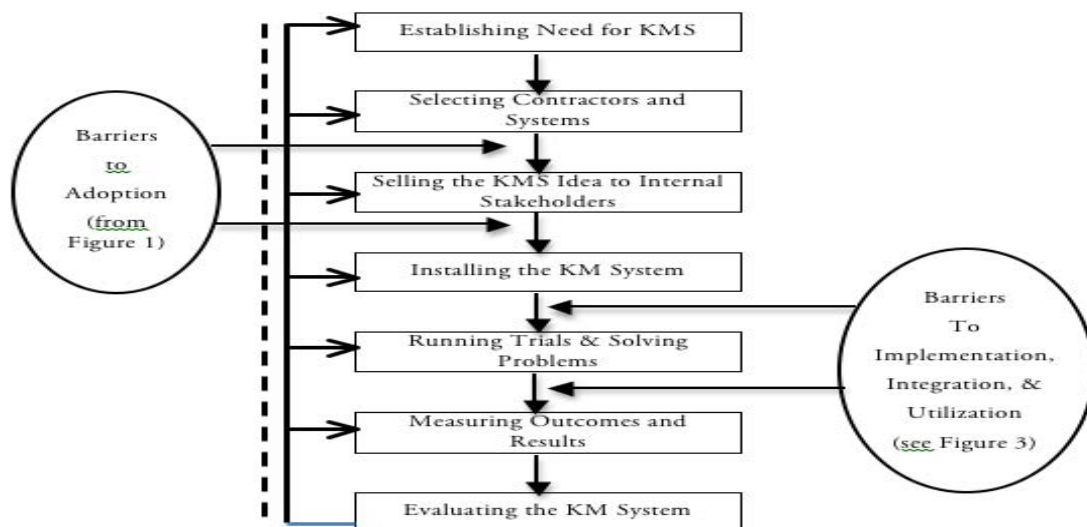 Establishing Need for KMS
Selecting Contractors and
Systems
Barriers
to
Adoption
(from
Figure 1)
Selling the KMS Idea to Internal
Stakeholders
Installing the KM System
Barriers
To
Implementation,
Integration, &
Utilization
(see Figure 3)
Running Trials & Solving
Problems
Measuring Outcomes and
Results
Evaluating the KM System